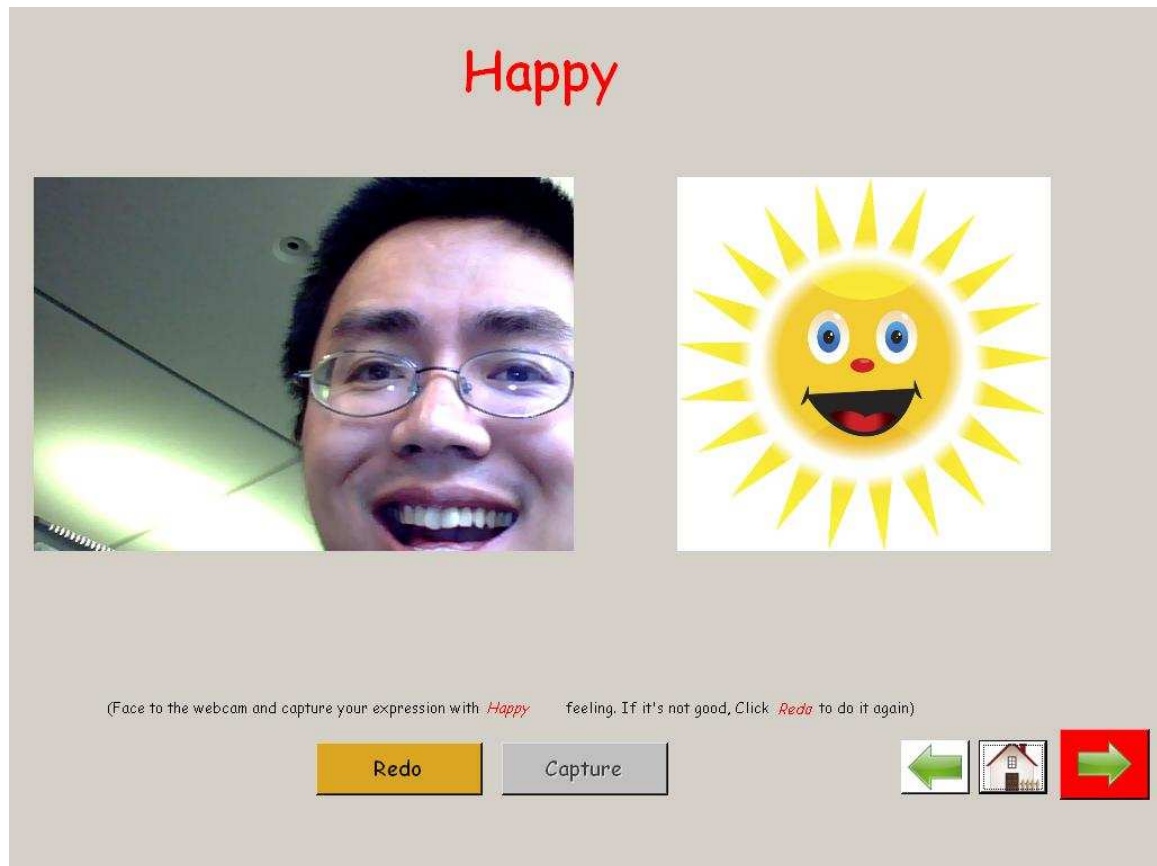 Happy
(Face to the webcam and capture your expression with Happy feeling. If it's not good, Click Redo to do it again)
Redo Capture